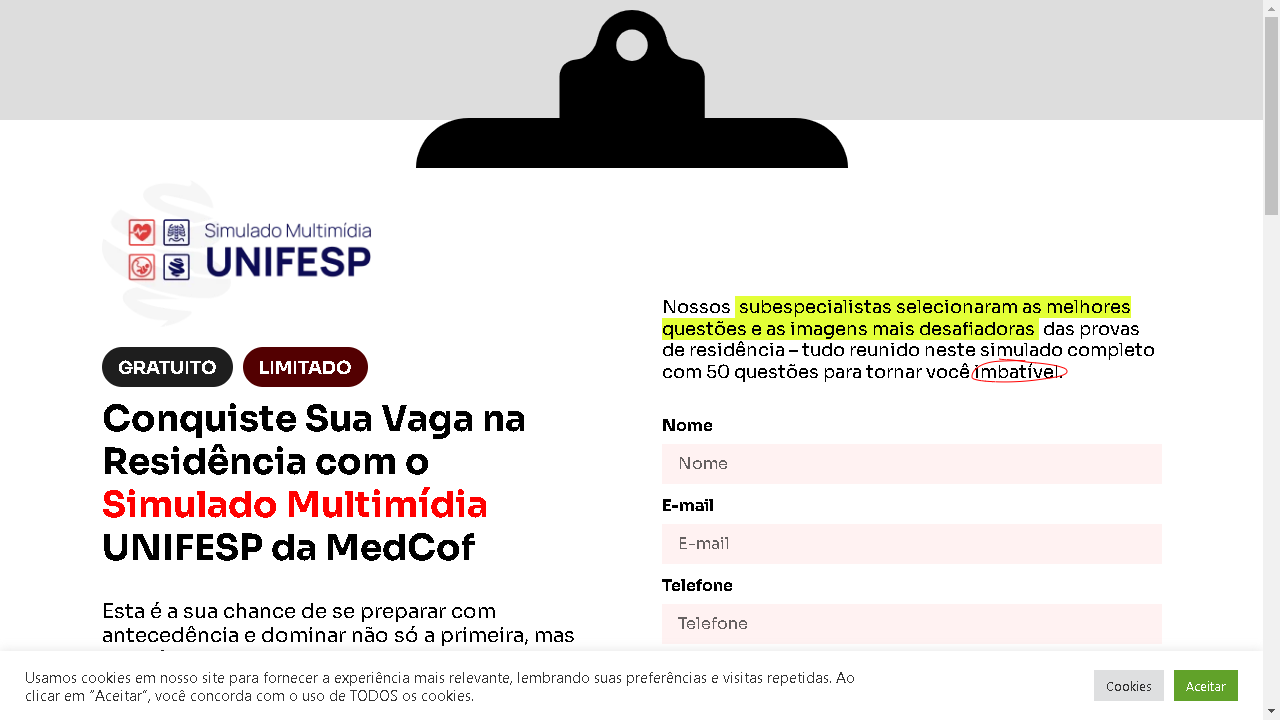 Simulado Multimídia
UNIFESP
GRATUITO
LIMITADO
Conquiste Sua Vaga na
Residência com o
Simulado Multimídia
UNIFESP da MedCof
Esta é a sua chance de se preparar com
antecedência e dominar não só a primeira, mas
Nossos subespecialistas selecionaram as melhores
questões e as imagens mais desafiadoras das provas
de residência – tudo reunido neste simulado completo
com 50 questões para tornar você imbatível.
Nome
Nome
E-mail
E-mail
Telefone
Telefone
Usamos cookies em nosso site para fornecer a experiência mais relevante, lembrando suas preferências e visitas repetidas. Ao
clicar em “Aceitar”, você concorda com o uso de TODOS os cookies.
Cookies
Aceitar